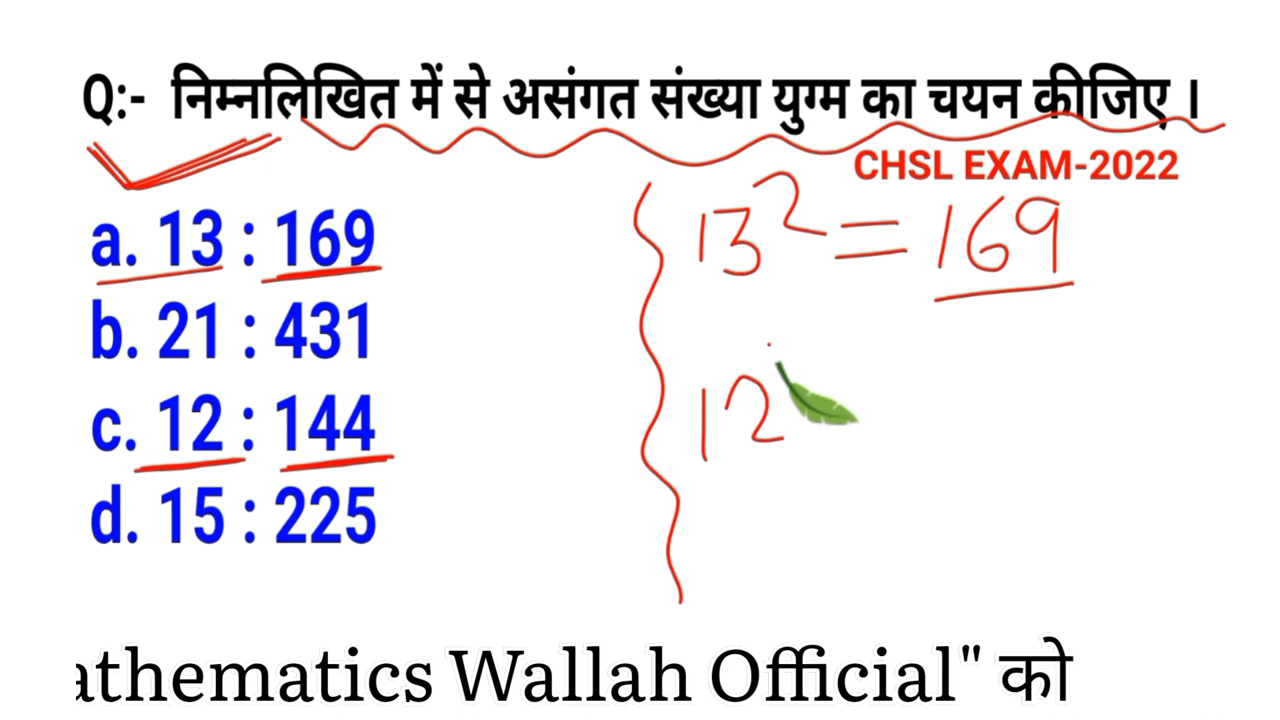 Q:- निम्नलिखित में से असंगत संख्या युग्म का चयन कीजिए ।
CHSL EXAM-2022
a. 13 : 169
13² = 169
b. 21 : 431
c. 12 : 144
12
d. 15 : 225
athematics Wallah Official" को